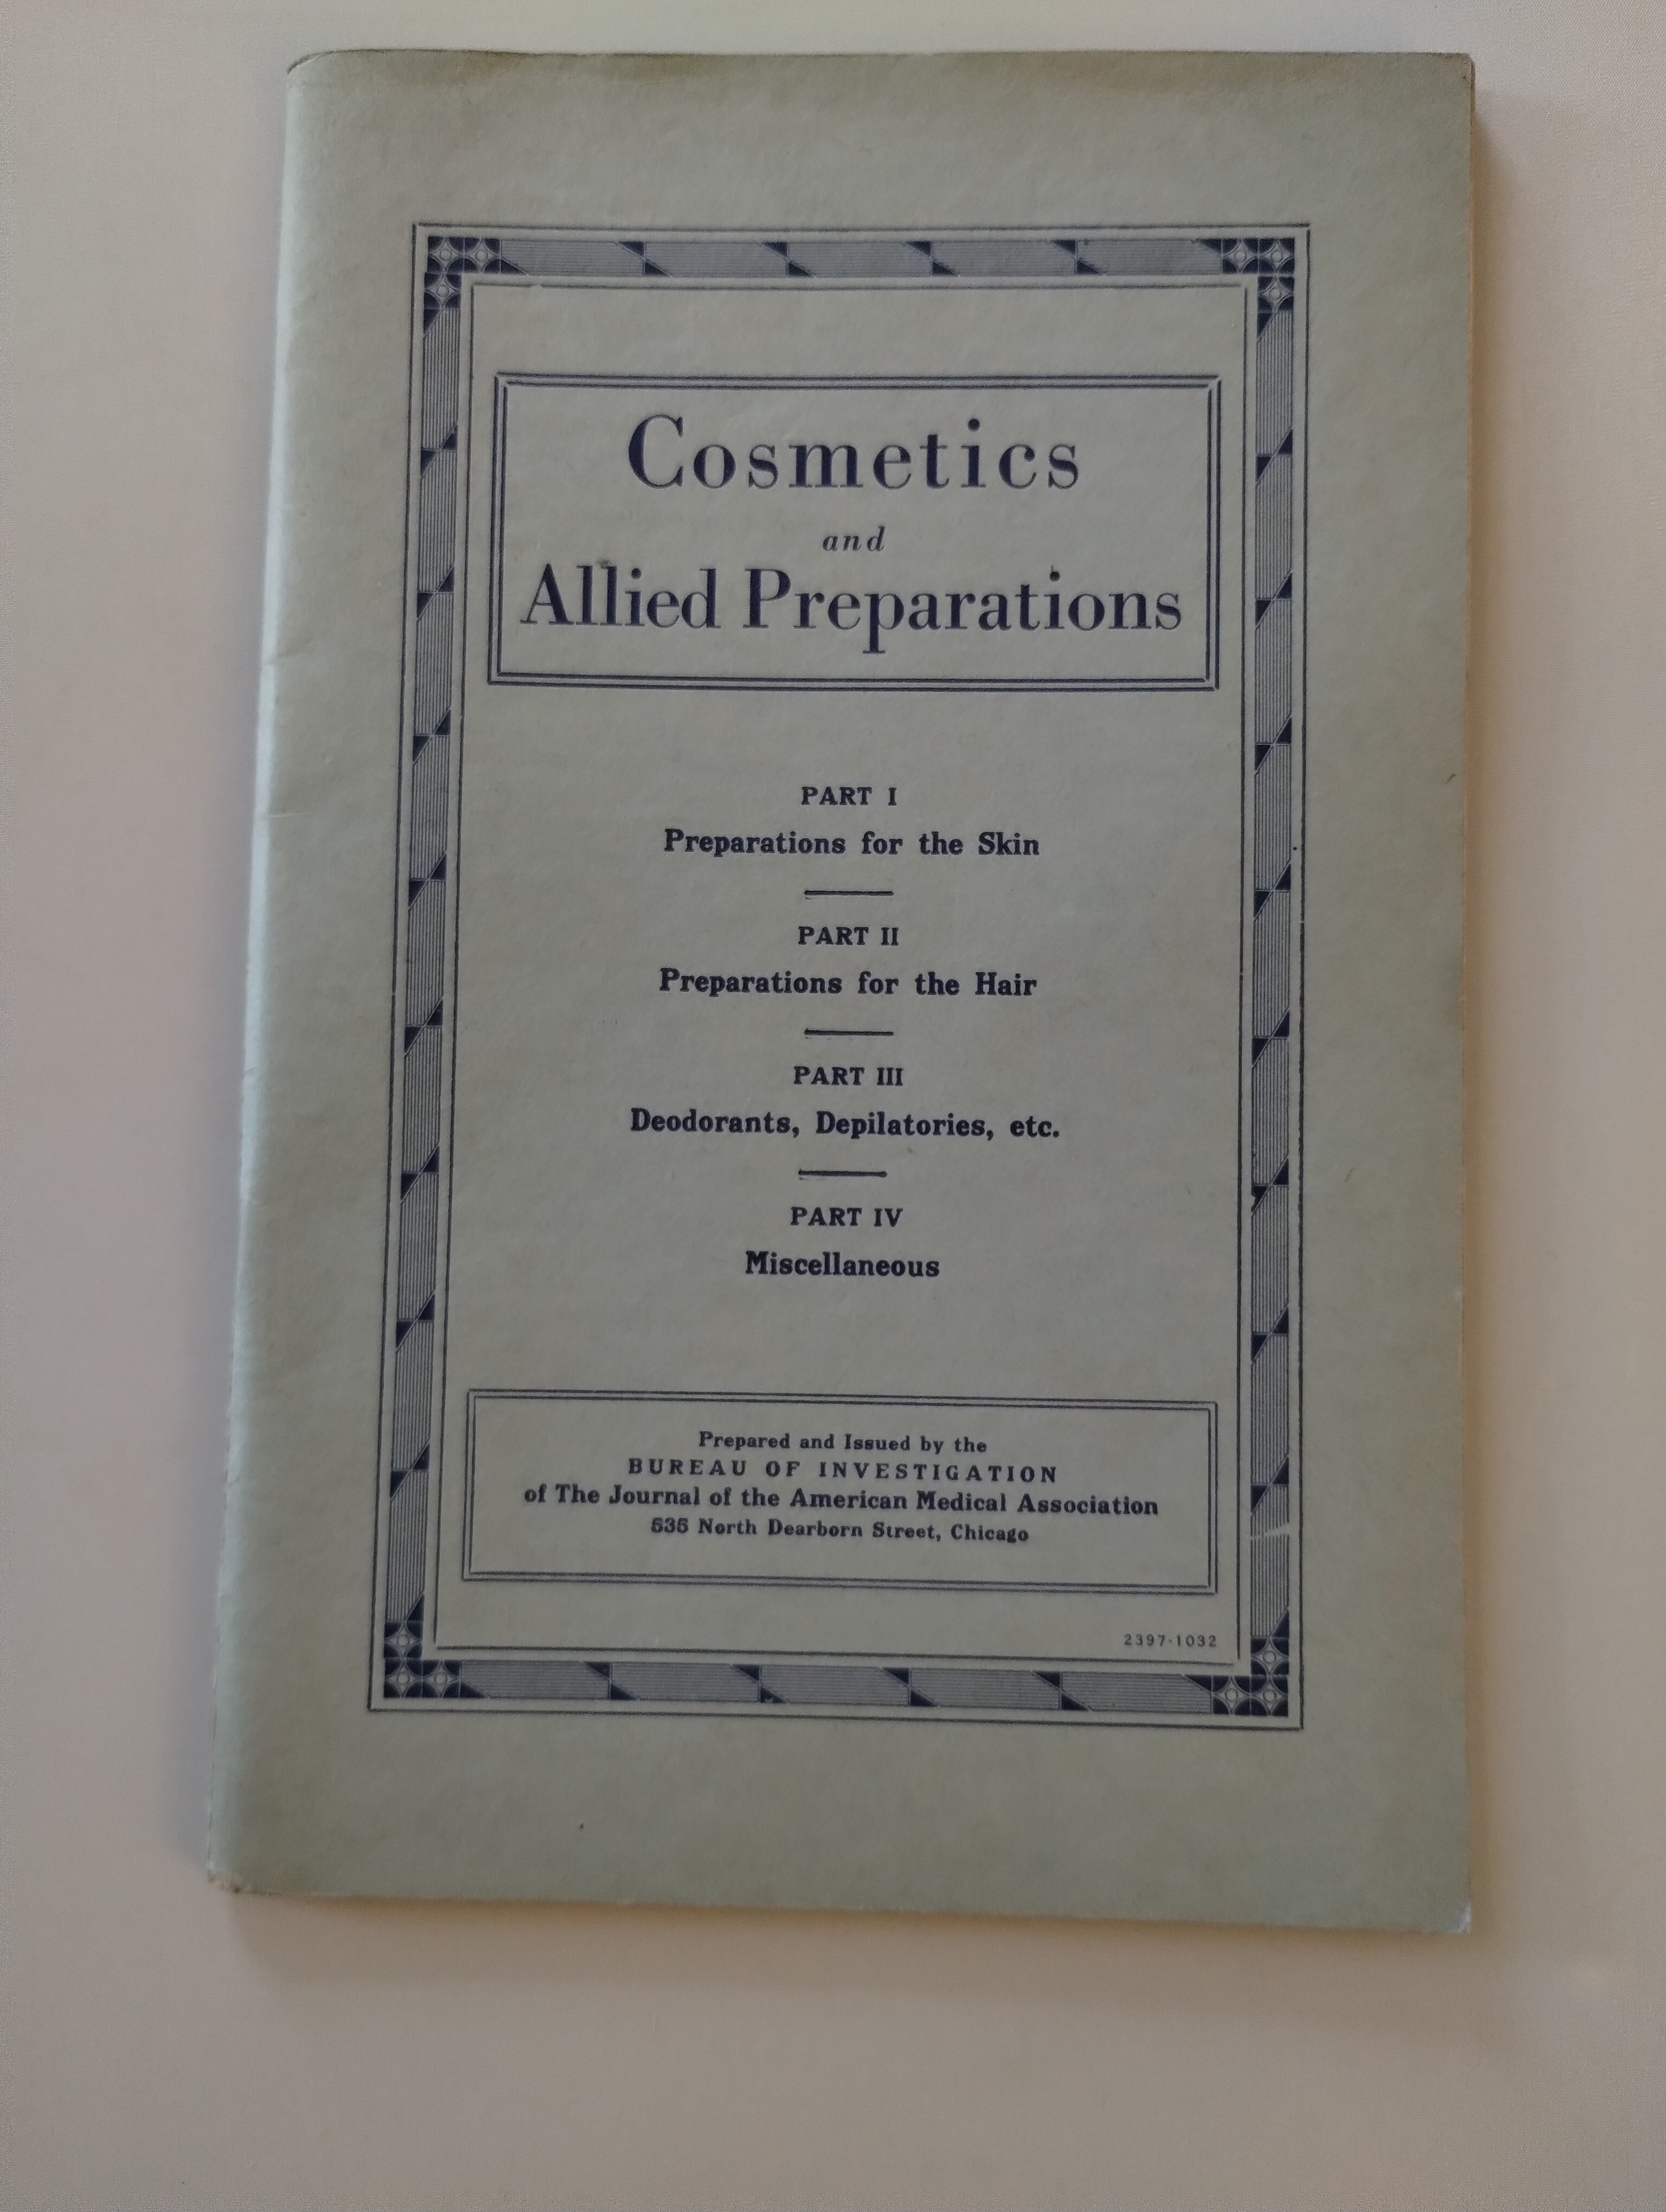 Cosmetics
and
Allied Preparations
PART I
Preparations for the Skin
PART II
Preparations for the Hair
PART III
Deodorants, Depilatories, etc.
PART IV
Miscellaneous
Prepared and Issued by the
BUREAU OF INVESTIGATION
of The Journal of the American Medical Association
535 North Dearborn Street, Chicago
2397-1032